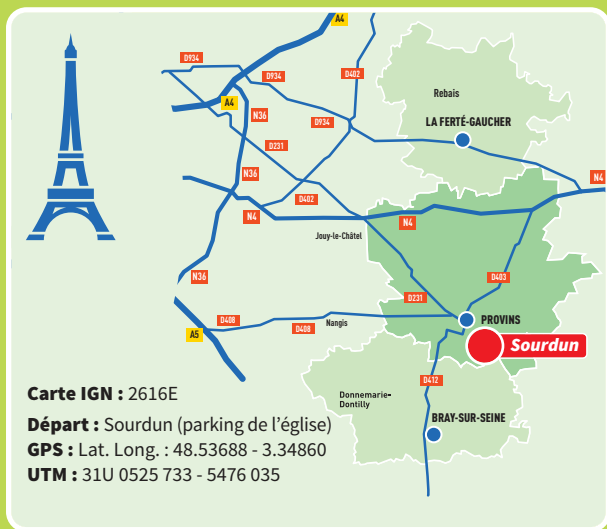 A4
D934
D934
D402
A4
N36
D934
Rebais
LA FERTÉ-GAUCHER
D231
N36
N4
D402
N4
N4
Jouy-le-Châtel
N36
D403
D231
D408
D408
Nangis
PROVINS
A5
Sourdun
D412
Donnemarie-
Dontilly
BRAY-SUR-SEINE
Carte IGN : 2616E
Départ : Sourdun (parking de l'église)
GPS : Lat. Long. : 48.53688 - 3.34860
UTM : 31U 0525 733 - 5476 035